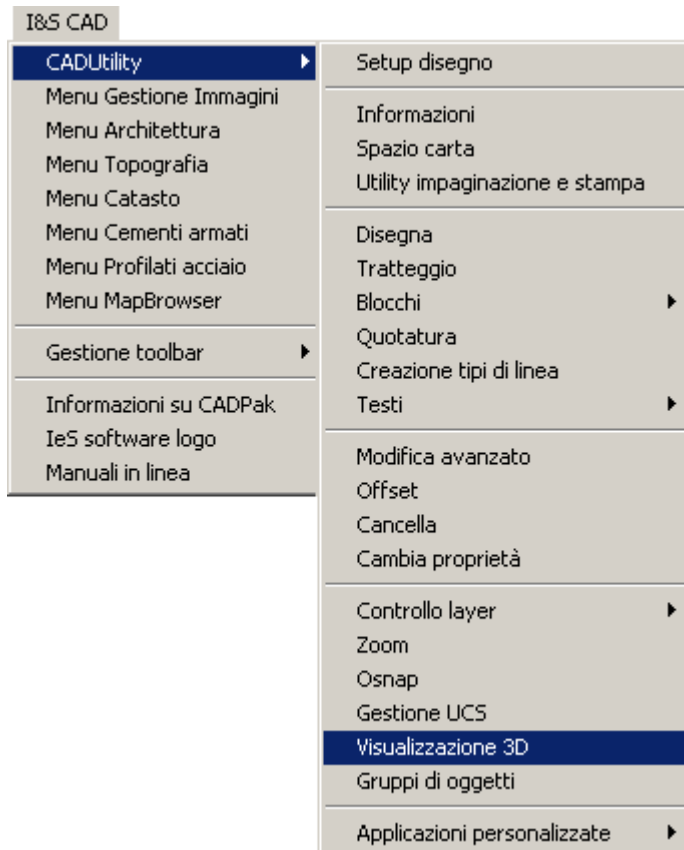 I&S CAD
CADUtility
Menu Gestione Immagini
Menu Architettura
Menu Topografia
Menu Catasto
Menu Cementi armati
Menu Profilati acciaio
Menu MapBrowser
Gestione toolbar
Informazioni su CADPak
IeS software logo
Manuali in linea
Setup disegno
Informazioni
Spazio carta
Utility impaginazione e stampa
Disegna
Tratteggio
Blocchi
Quotatura
Creazione tipi di linea
Testi
Modifica avanzato
Offset
Cancella
Cambia proprietà
Controllo layer
Zoom
Osnap
Gestione UCS
Visualizzazione 3D
Gruppi di oggetti
Applicazioni personalizzate